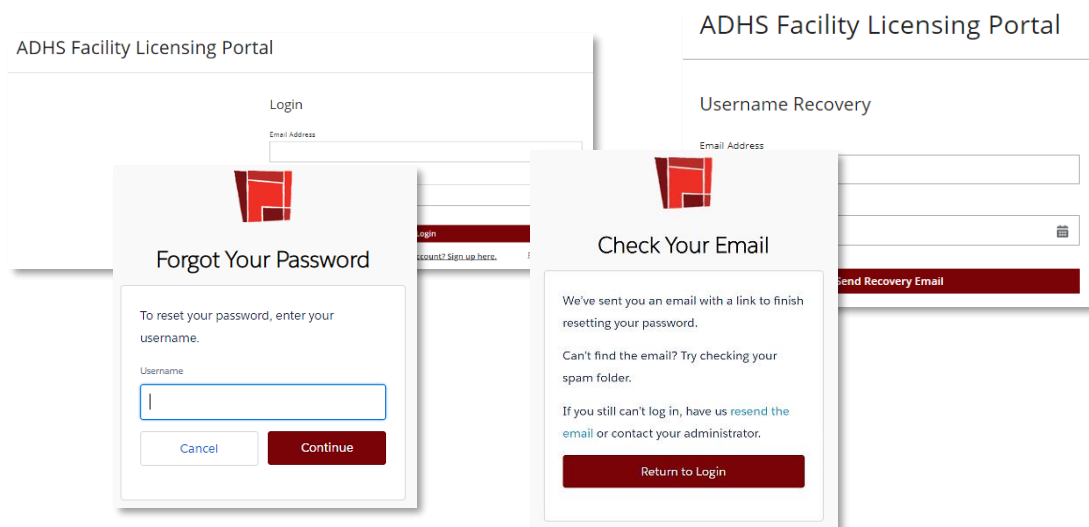 ADHS Facility Licensing Portal
Login
Email Address
Login
ccount? Sign up here.
Forgot Your Password
To reset your password, enter your
username.
Username
Cancel
Continue
Check Your Email
We've sent you an email with a link to finish
resetting your password.
Can't find the email? Try checking your
spam folder.
If you still can't log in, have us resend the
email or contact your administrator.
Return to Login
ADHS Facility Licensing Portal
Username Recovery
Email Address
Send Recovery Email